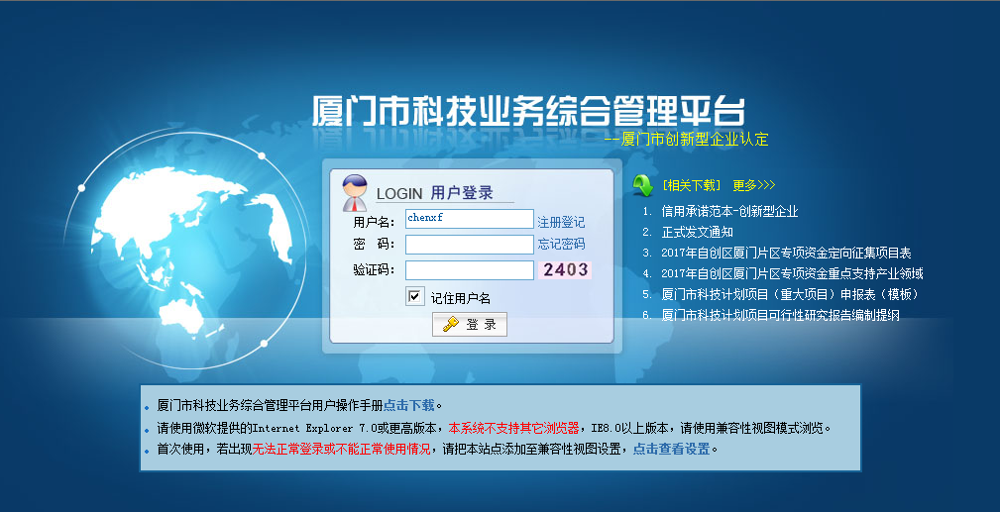 厦门市科技业务综合管理平台
--厦门市创新型企业认定
LOGIN 用户登录
用户名: chenxf 注册登记
密 码: 忘记密码
验证码: 2403
记住用户名
登 录
[相关下载] 更多>>>
1. 信用承诺范本-创新型企业
2. 正式发文通知
3. 2017年自创区厦门片区专项资金定向征集项目表
4. 2017年自创区厦门片区专项资金重点支持产业领域
5. 厦门市科技计划项目（重大项目）申报表（模板）
6. 厦门市科技计划项目可行性研究报告编制提纲
厦门市科技业务综合管理平台用户操作手册点击下载。
请使用微软提供的Internet Explorer 7.0或更高版本，本系统不支持其它浏览器，IE8.0以上版本，请使用兼容性视图模式浏览。
首次使用，若出现无法正常登录或不能正常使用情况，请把本站点添加至兼容性视图设置，点击查看设置。